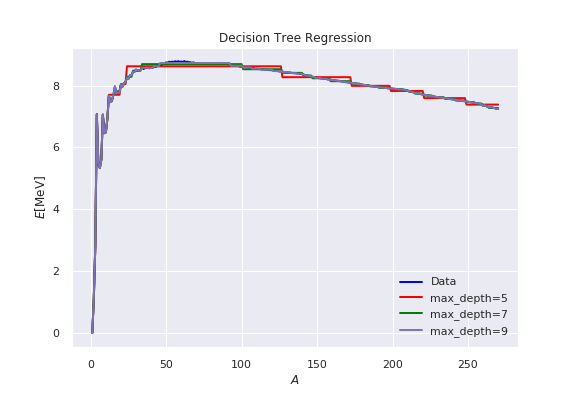 Decision Tree Regression
E[MeV]
8
6
4
2
0
0 50 100 150 200 250
A
Data
max_depth=5
max_depth=7
max_depth=9